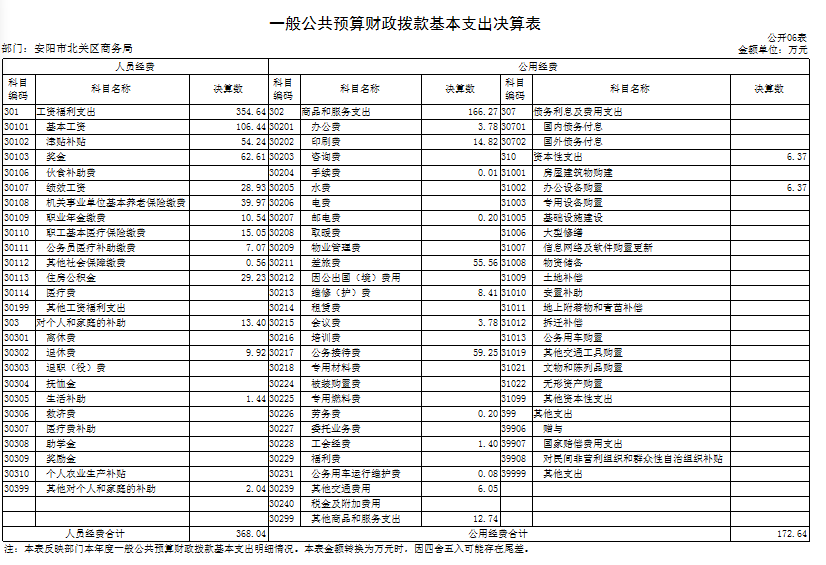 一般公共预算财政拨款基本支出决算表
公开06表
部门：安阳市北关区商务局 金额单位：万元
人员经费 公用经费
科目编码 科目名称 决算数 科目编码 科目名称 决算数 科目编码 科目名称 决算数
301 工资福利支出 354.64 302 商品和服务支出 166.27 307 债务利息及费用支出
30101 基本工资 106.44 30201 办公费 3.78 30701 国内债务付息
30102 津贴补贴 54.24 30202 印刷费 14.82 30702 国外债务付息
30103 奖金 62.61 30203 咨询费 310 资本性支出 6.37
30106 伙食补助费 30204 手续费 0.01 31001 房屋建筑物购建
30107 绩效工资 28.93 30205 水费 31002 办公设备购置 6.37
30108 机关事业单位基本养老保险缴费 39.97 30206 电费 31003 专用设备购置
30109 职业年金缴费 10.54 30207 邮电费 0.20 31005 基础设施建设
30110 职工基本医疗保险缴费 15.05 30208 取暖费 31006 大型修缮
30111 公务员医疗补助缴费 7.07 30209 物业管理费 31007 信息网络及软件购置更新
30112 其他社会保障缴费 0.56 30211 差旅费 55.56 31008 物资储备
30113 住房公积金 29.23 30212 因公出国（境）费用 31009 土地补偿
30114 医疗费 30213 维修（护）费 8.41 31010 安置补助
30199 其他工资福利支出 30214 租赁费 31011 地上附着物和青苗补偿
303 对个人和家庭的补助 13.40 30215 会议费 3.78 31012 拆迁补偿
30301 离休费 30216 培训费 31013 公务用车购置
30302 退休费 9.92 30217 公务接待费 59.25 31019 其他交通工具购置
30303 退职（役）费 30218 专用材料费 31021 文物和陈列品购置
30304 抚恤金 30224 被装购置费 31022 无形资产购置
30305 生活补助 1.44 30225 专用燃料费 31099 其他资本性支出
30306 救济费 30226 劳务费 0.20 399 其他支出
30307 医疗费补助 30227 委托业务费 39906 赠与
30308 助学金 30228 工会经费 1.40 39907 国家赔偿费用支出
30309 奖励金 30229 福利费 39908 对民间非营利组织和群众性自治组织补贴
30310 个人农业生产补贴 30231 公务用车运行维护费 0.08 39999 其他支出
30399 其他对个人和家庭的补助 2.04 30239 其他交通费用 6.05
30240 税金及附加费用
30299 其他商品和服务支出 12.74
人员经费合计 368.04 公用经费合计 172.64
注：本表反映部门本年度一般公共预算财政拨款基本支出明细情况。本表金额转换为万元时，因四舍五入可能存在尾差。